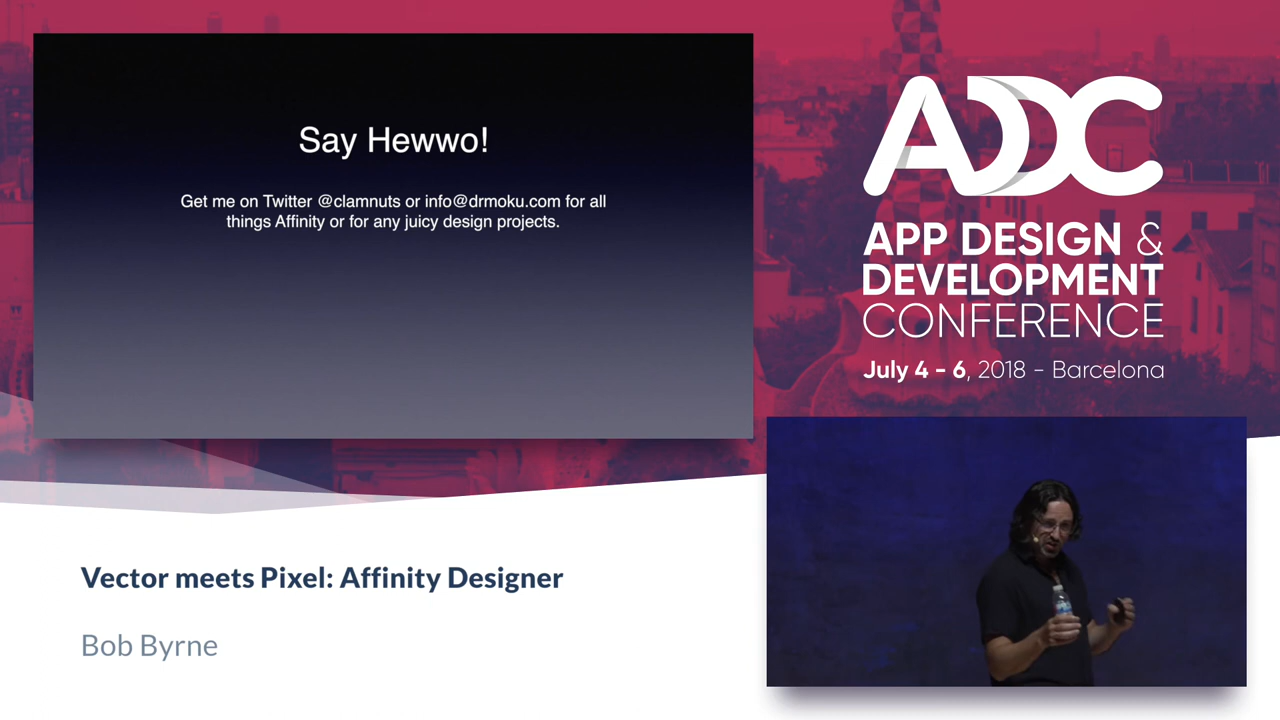 Say Hewwo!
Get me on Twitter @clamnuts or info@drmoku.com for all
things Affinity or for any juicy design projects.
ADC
APP DESIGN &
DEVELOPMENT
CONFERENCE
July 4 - 6, 2018 - Barcelona
Vector meets Pixel: Affinity Designer
Bob Byrne